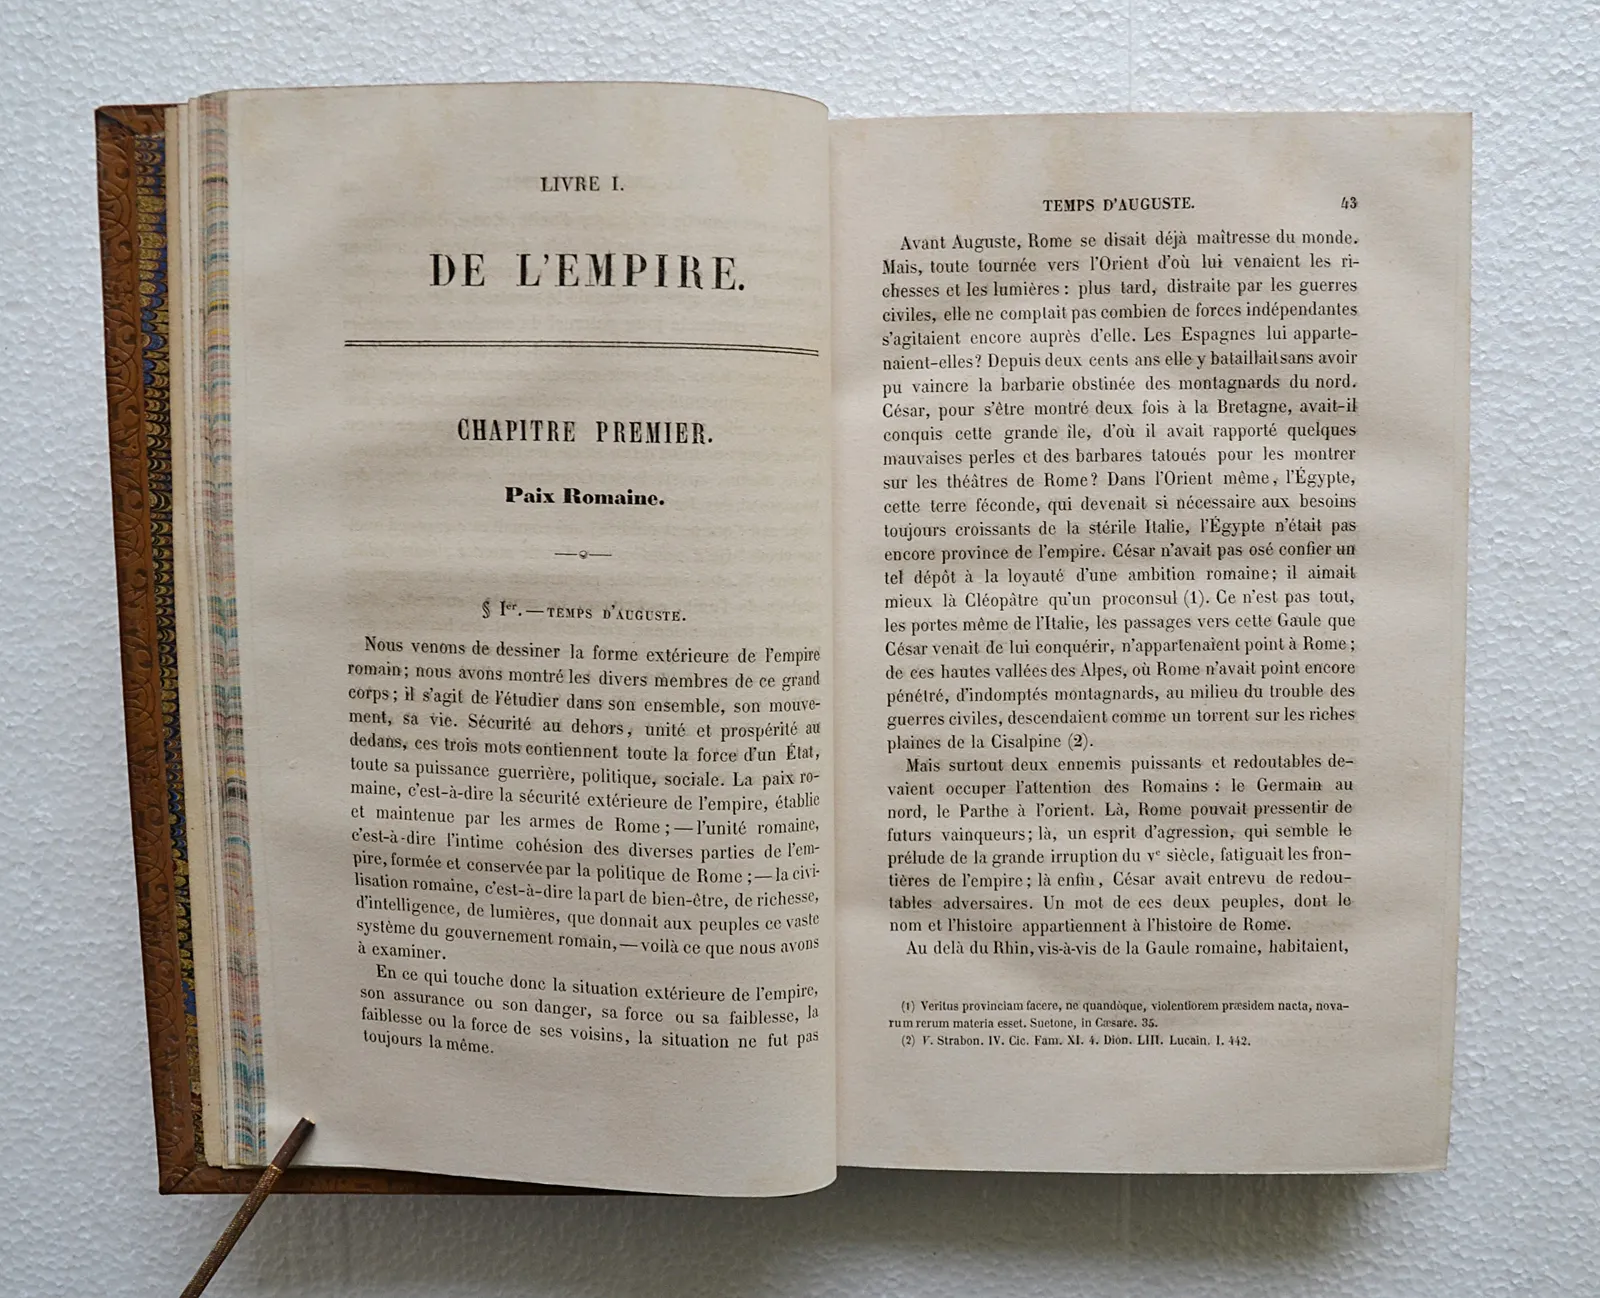 LIVRE I.
DE L'EMPIRE.
CHAPITRE PREMIER.
Paix Romaine.
§ Ier. — TEMPS D'AUGUSTE.
Nous venons de dessiner la forme extérieure de l'empire
romain; nous avons montré les divers membres de ce grand
corps; il s'agit de l'étudier dans son ensemble, son mouve-
ment, sa vie. Sécurité au dehors, unité et prospérité au
dedans, ces trois mots contiennent toute la force d'un État,
toute sa puissance guerrière, politique, sociale. La paix ro-
maine, c'est-à-dire la sécurité extérieure de l'empire, établie
et maintenue par les armes de Rome; — l'unité romaine,
c'est-à-dire l'intime cohésion des diverses parties de l'em-
pire, formée et conservée par la politique de Rome; — la civi-
lisation romaine, c'est-à-dire la part de bien-être, de richesse,
d'intelligence, de lumières, que donnait aux peuples ce vaste
système du gouvernement romain, — voilà ce que nous avons
à examiner.
En ce qui touche donc la situation extérieure de l'empire,
son assurance ou son danger, sa force ou sa faiblesse, la
faiblesse ou la force de ses voisins, la situation ne fut pas
toujours la même.
TEMPS D'AUGUSTE. 43
Avant Auguste, Rome se disait déjà maîtresse du monde.
Mais, toute tournée vers l'Orient d'où lui venaient les ri-
chesses et les lumières : plus tard, distraite par les guerres
civiles, elle ne comptait pas combien de forces indépendantes
s'agitaient encore auprès d'elle. Les Espagnes lui apparte-
naient-elles? Depuis deux cents ans elle y bataillait sans avoir
pu vaincre la barbarie obstinée des montagnards du nord.
César, pour s'être montré deux fois à la Bretagne, avait-il
conquis cette grande île, d'où il avait rapporté quelques
mauvaises perles et des barbares tatoués pour les montrer
sur les théâtres de Rome? Dans l'Orient même, l'Égypte,
cette terre féconde, qui devenait si nécessaire aux besoins
toujours croissants de la stérile Italie, l'Égypte n'était pas
encore province de l'empire. César n'avait pas osé confier un
tel dépôt à la loyauté d'une ambition romaine; il aimait
mieux là Cléopâtre qu'un proconsul (1). Ce n'est pas tout,
les portes même de l'Italie, les passages vers cette Gaule que
César venait de lui conquérir, n'appartenaient point à Rome;
de ces hautes vallées des Alpes, où Rome n'avait point encore
pénétré, d'indomptés montagnards, au milieu du trouble des
guerres civiles, descendaient comme un torrent sur les riches
plaines de la Cisalpine (2).
Mais surtout deux ennemis puissants et redoutables de-
vaient occuper l'attention des Romains : le Germain au
nord, le Parthe à l'orient. Là, Rome pouvait pressentir de
futurs vainqueurs; là, un esprit d'agression, qui semble le
prélude de la grande irruption du ve siècle, fatiguait les fron-
tières de l'empire; là enfin, César avait entrevu de redou-
tables adversaires. Un mot de ces deux peuples, dont le
nom et l'histoire appartiennent à l'histoire de Rome.
Au delà du Rhin, vis-à-vis de la Gaule romaine, habitaient,
(1) Veritus provinciam facere, ne quandòque, violentiorem præsidem nacta, nova-
rum rerum materia esset. Suetone, in Cæsare. 35.
(2) V. Strabon. IV. Cic. Fam. XI. 4. Dion. LIII. Lucain. I. 442.